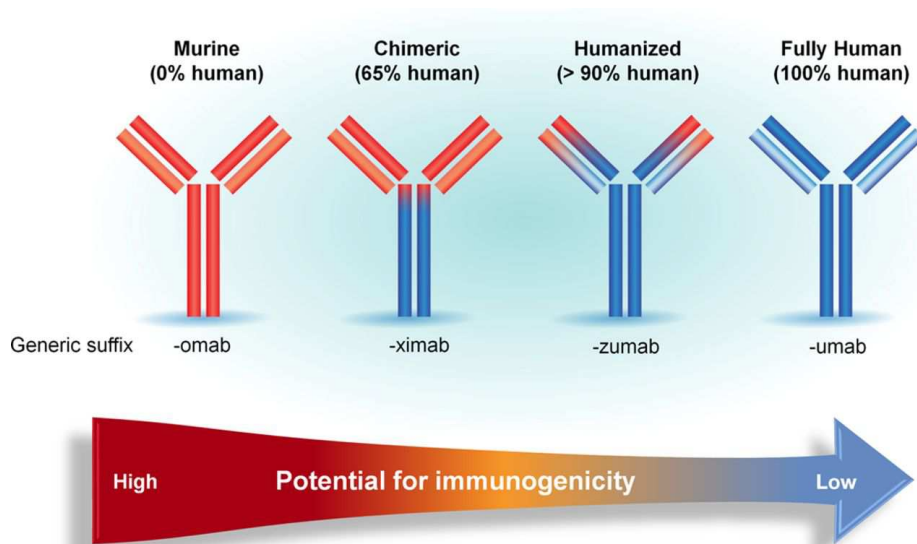 Murine
(0% human)
Chimeric
(65% human)
Humanized
(> 90% human)
Fully Human
(100% human)
Generic suffix
-omab
-ximab
-zumab
-umab
High
Potential for immunogenicity
Low